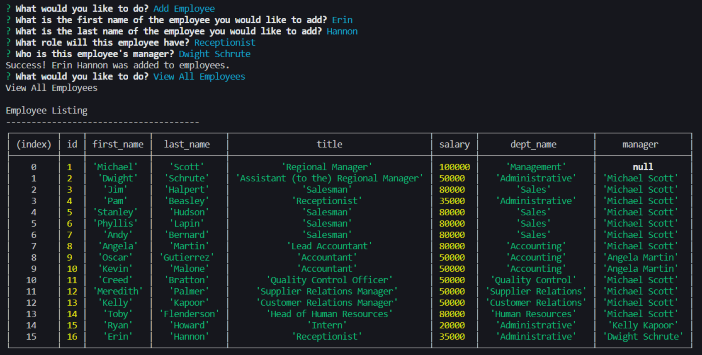 ? What would you like to do? Add Employee
? What is the first name of the employee you would like to add? Erin
? What is the last name of the employee you would like to add? Hannon
? What role will this employee have? Receptionist
? Who is this employee's manager? Dwight Schrute
Success! Erin Hannon was added to employees.
? What would you like to do? View All Employees
View All Employees
Employee Listing
------------------------------------
(index) id first_name last_name title salary dept_name manager
0 1 'Michael' 'Scott' 'Regional Manager' 100000 'Management' null
1 2 'Dwight' 'Schrute' 'Assistant (to the) Regional Manager' 50000 'Administrative' 'Michael Scott'
2 3 'Jim' 'Halpert' 'Salesman' 80000 'Sales' 'Michael Scott'
3 4 'Pam' 'Beasley' 'Receptionist' 35000 'Administrative' 'Michael Scott'
4 5 'Stanley' 'Hudson' 'Salesman' 80000 'Sales' 'Michael Scott'
5 6 'Phyllis' 'Lapin' 'Salesman' 80000 'Sales' 'Michael Scott'
6 7 'Andy' 'Bernard' 'Salesman' 80000 'Sales' 'Michael Scott'
7 8 'Angela' 'Martin' 'Lead Accountant' 80000 'Accounting' 'Michael Scott'
8 9 'Oscar' 'Gutierrez' 'Accountant' 50000 'Accounting' 'Angela Martin'
9 10 'Kevin' 'Malone' 'Accountant' 50000 'Accounting' 'Angela Martin'
10 11 'Creed' 'Bratton' 'Quality Control Officer' 50000 'Quality Control' 'Michael Scott'
11 12 'Meredith' 'Palmer' 'Supplier Relations Manager' 50000 'Supplier Relations' 'Michael Scott'
12 13 'Kelly' 'Kapoor' 'Customer Relations Manager' 50000 'Customer Relations' 'Michael Scott'
13 14 'Toby' 'Flenderson' 'Head of Human Resources' 80000 'Human Resources' 'Michael Scott'
14 15 'Ryan' 'Howard' 'Intern' 20000 'Administrative' 'Kelly Kapoor'
15 16 'Erin' 'Hannon' 'Receptionist' 35000 'Administrative' 'Dwight Schrute'